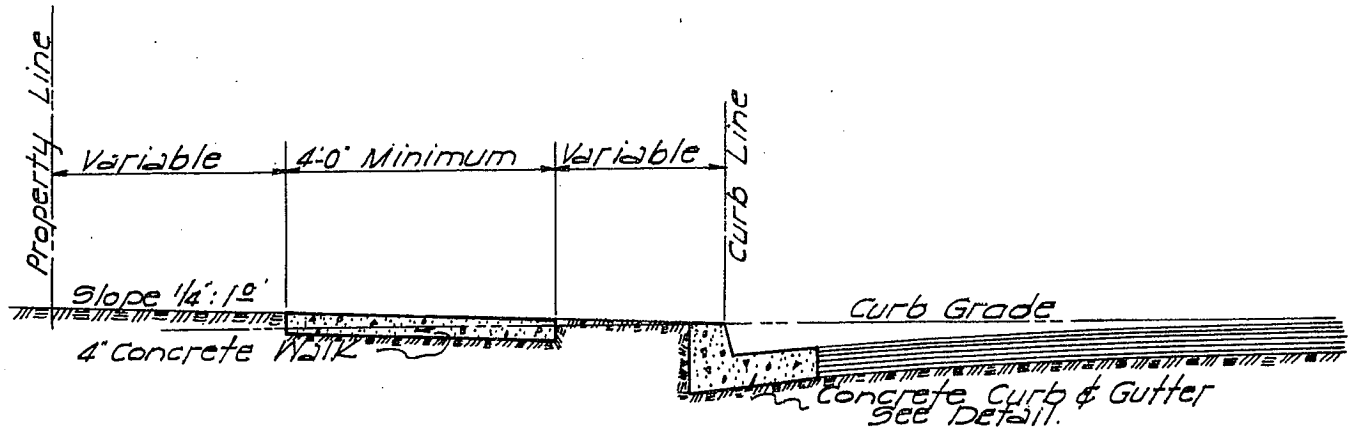 Property Line
Variable
4'-0" Minimum
Variable
Curb Line
Slope 1/4": 1'0"
Curb Grade
4" Concrete Walk
Concrete Curb & Gutter
See Detail.